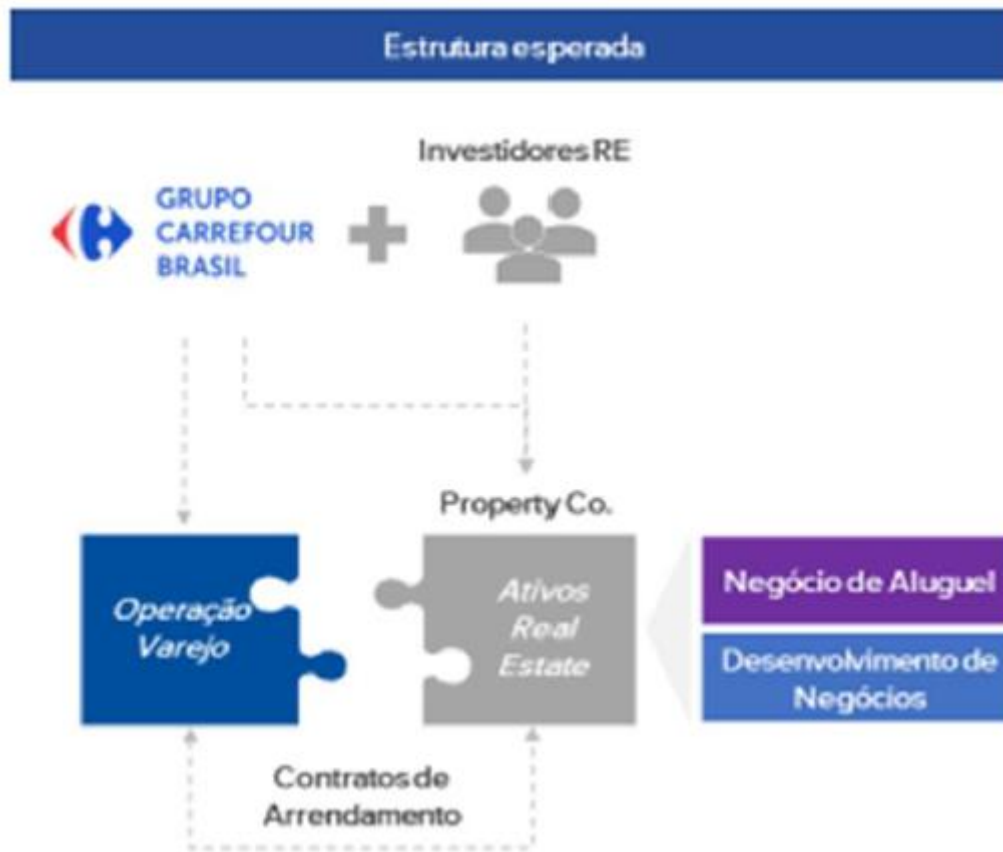 Estrutura esperada
Investidores RE
GRUPO
CARREFOUR
BRASIL
Property Co.
Operação
Varejo
Ativos
Real
Estate
Negócio de Aluguel
Desenvolvimento de
Negócios
Contratos de
Arrendamento